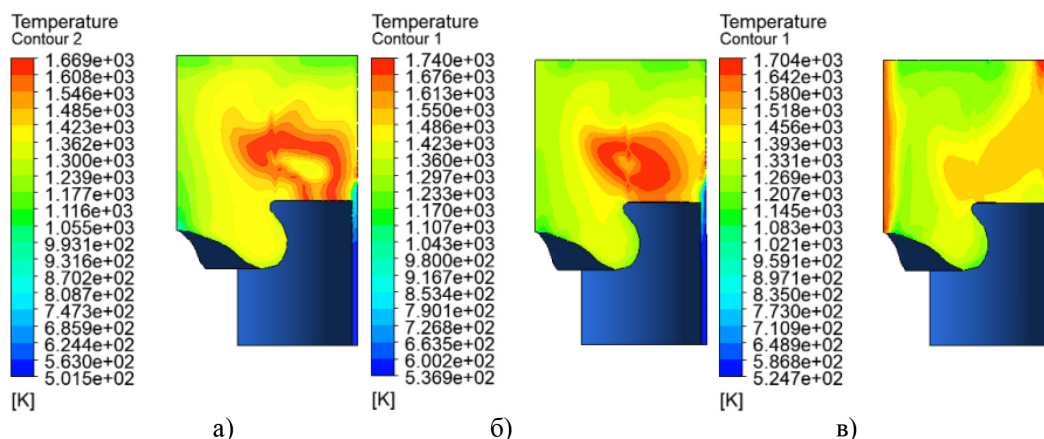 Temperature
Contour 2
1.669e+03
1.608e+03
1.546e+03
1.485e+03
1.423e+03
1.362e+03
1.300e+03
1.239e+03
1.177e+03
1.116e+03
1.055e+03
9.931e+02
9.316e+02
8.702e+02
8.087e+02
7.473e+02
6.859e+02
6.244e+02
5.630e+02
5.015e+02
[K]
а)
Temperature
Contour 1
1.740e+03
1.676e+03
1.613e+03
1.550e+03
1.486e+03
1.423e+03
1.360e+03
1.297e+03
1.233e+03
1.170e+03
1.107e+03
1.043e+03
9.800e+02
9.167e+02
8.534e+02
7.901e+02
7.268e+02
6.635e+02
6.002e+02
5.369e+02
[K]
б)
Temperature
Contour 1
1.704e+03
1.642e+03
1.580e+03
1.518e+03
1.456e+03
1.393e+03
1.331e+03
1.269e+03
1.207e+03
1.145e+03
1.083e+03
1.021e+03
9.591e+02
8.971e+02
8.350e+02
7.730e+02
7.109e+02
6.489e+02
5.868e+02
5.247e+02
[K]
в)